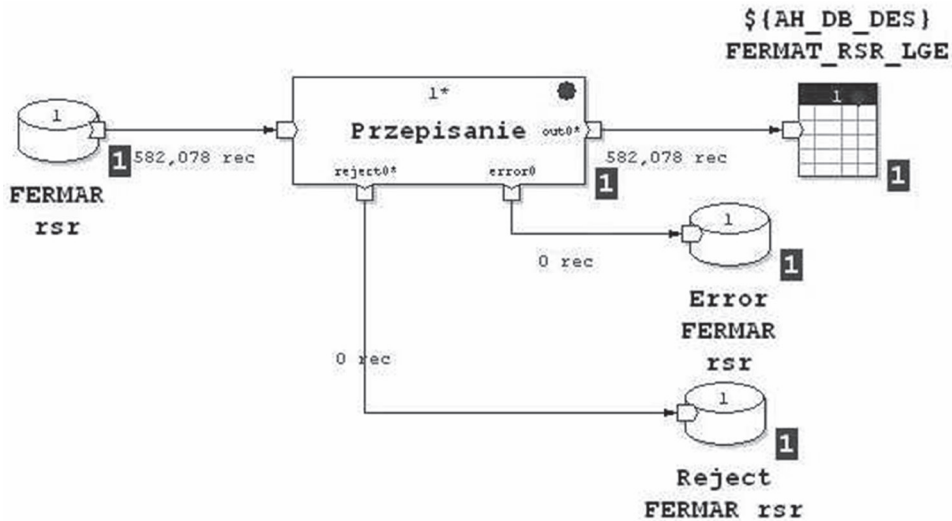 ${AH_DB_DES}
FERMAT_RSR_LGE
1
1
582,078 rec
FERMAR
rsr
1*
Przepisanie
out0*
reject0*
error0
1
582,078 rec
1
1
0 rec
1
1
Error
FERMAR
rsr
0 rec
1
1
Reject
FERMAR rsr